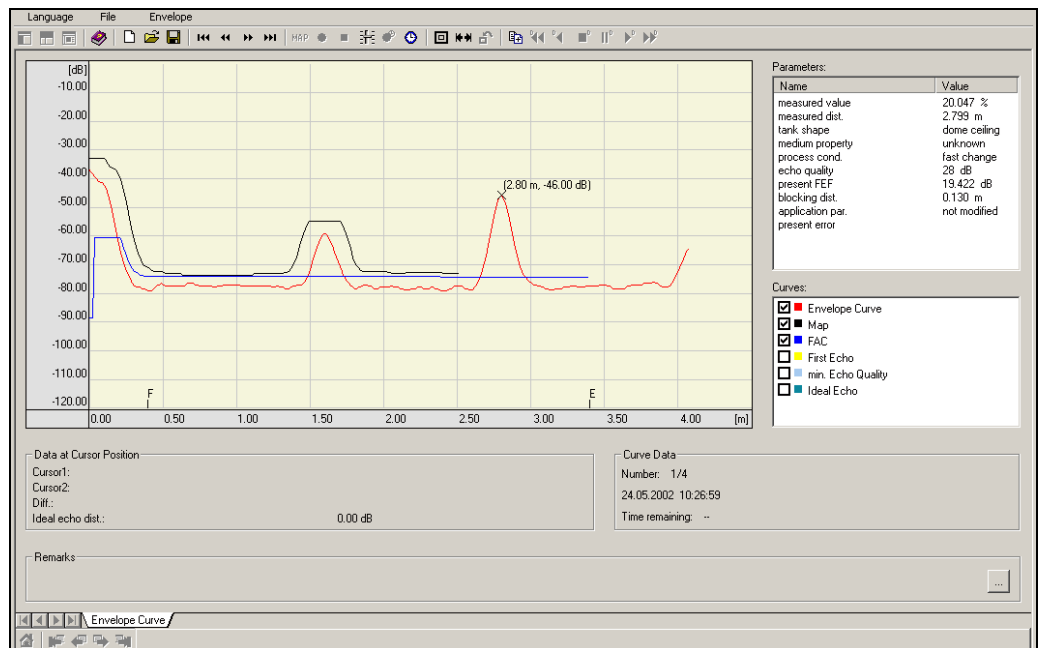 Language File Envelope
MAP
[dB]
-10.00
-20.00
-30.00
-40.00
-50.00
-60.00
-70.00
-80.00
-90.00
-100.00
-110.00
-120.00
(2.80 m, -46.00 dB)
F
E
0.00 0.50 1.00 1.50 2.00 2.50 3.00 3.50 4.00 [m]
Parameters:
Name Value
measured value 20.047 %
measured dist. 2.799 m
tank shape dome ceiling
medium property unknown
process cond. fast change
echo quality 28 dB
present FEF 19.422 dB
blocking dist. 0.130 m
application par. not modified
present error
Curves:
Envelope Curve
Map
FAC
First Echo
min. Echo Quality
Ideal Echo
Data at Cursor Position
Cursor1:
Cursor2:
Diff.:
Ideal echo dist.: 0.00 dB
Curve Data
Number: 1/4
24.05.2002 10:26:59
Time remaining: --
Remarks
...
Envelope Curve